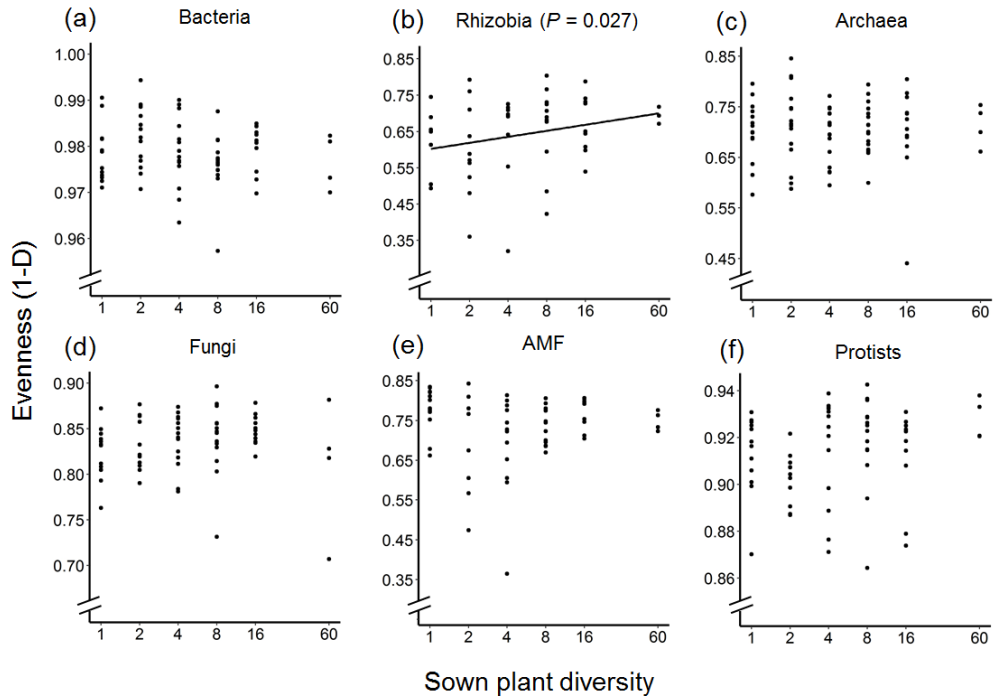 (a) Bacteria
(b) Rhizobia (P = 0.027)
(c) Archaea
1.00
0.99
0.98
0.97
0.96
1 2 4 8 16 60
0.85
0.75
0.65
0.55
0.45
0.35
1 2 4 8 16 60
0.85
0.75
0.65
0.55
0.45
1 2 4 8 16 60
Evenness (1-D)
(d) Fungi
(e) AMF
(f) Protists
0.90
0.85
0.80
0.75
0.70
1 2 4 8 16 60
0.85
0.75
0.65
0.55
0.45
0.35
1 2 4 8 16 60
0.94
0.92
0.90
0.88
0.86
1 2 4 8 16 60
Sown plant diversity